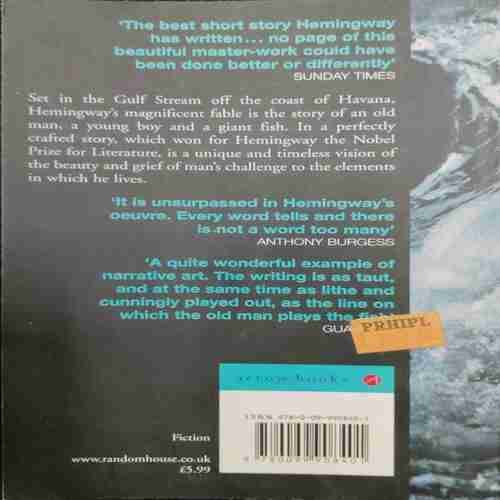 'The best short story Hemingway
has written... no page of this
beautiful master-work could have
been done better or differently'
SUNDAY TIMES
Set in the Gulf Stream off the coast of Havana,
Hemingway's magnificent fable is the story of an old
man, a young boy and a giant fish. In a perfectly
crafted story, which won for Hemingway the Nobel
Prize for Literature, is a unique and timeless vision of
the beauty and grief of man's challenge to the elements
in which he lives.
'It is unsurpassed in Hemingway's
oeuvre. Every word tells and there
is not a word too many'
ANTHONY BURGESS
'A quite wonderful example of
narrative art. The writing is as taut,
and at the same time as lithe and
cunningly played out, as the line on
which the old man plays the
PRHIPL
arrow books
ISBN
9 780099 908401
Fiction
www.randomhouse.co.uk
£5.99